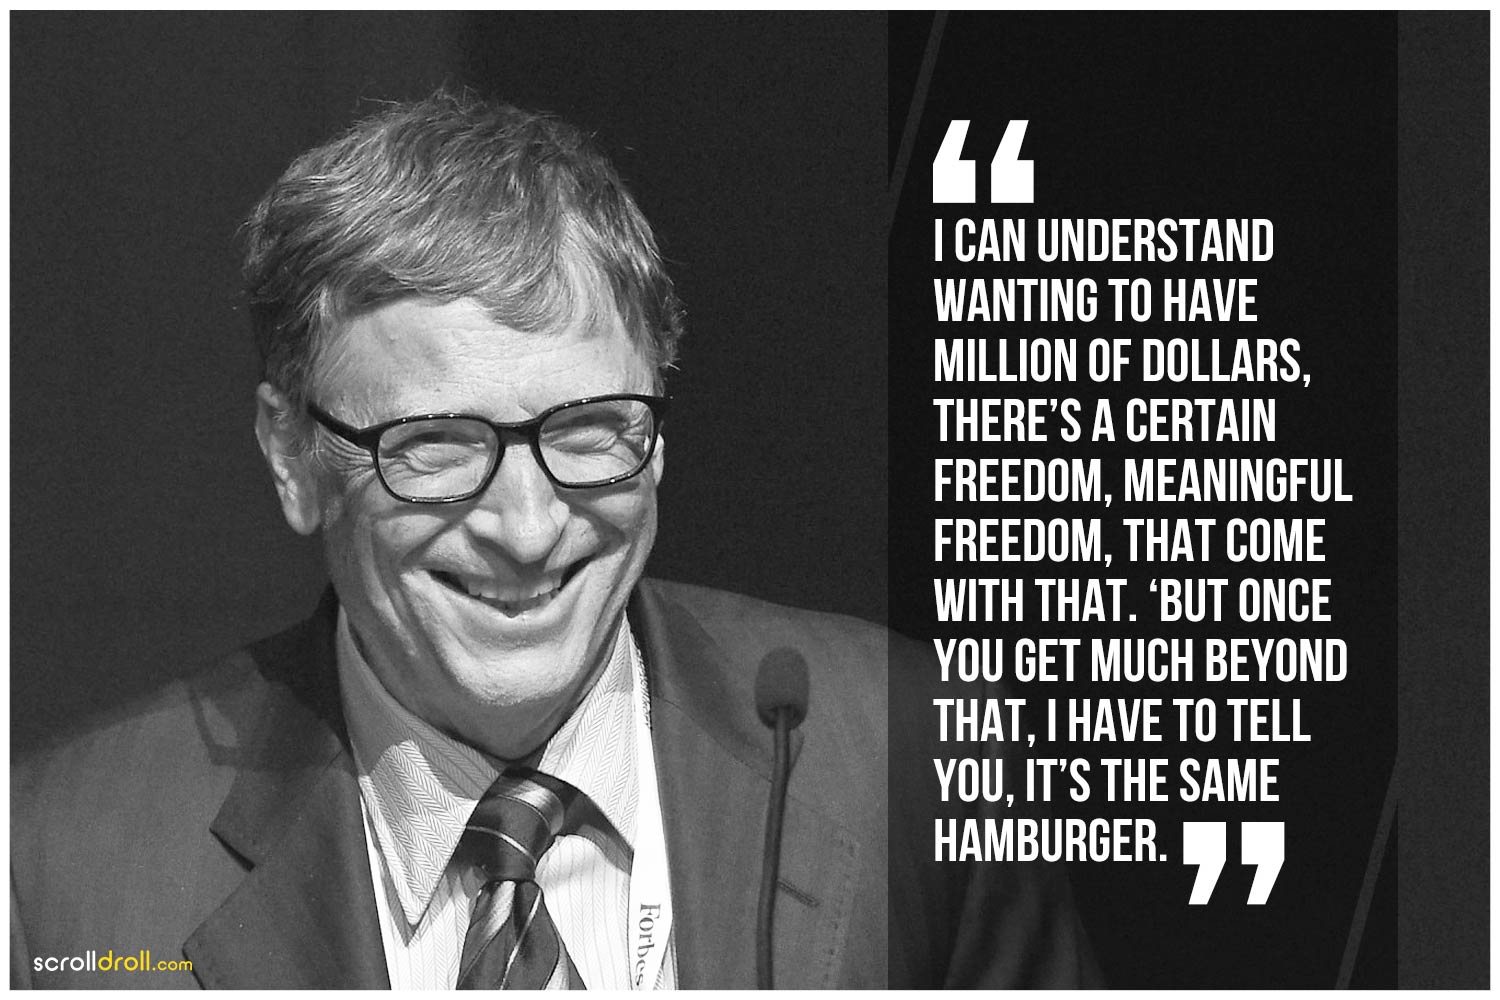 “
I CAN UNDERSTAND
WANTING TO HAVE
MILLION OF DOLLARS,
THERE’S A CERTAIN
FREEDOM, MEANINGFUL
FREEDOM, THAT COME
WITH THAT. ‘BUT ONCE
YOU GET MUCH BEYOND
THAT, I HAVE TO TELL
YOU, IT’S THE SAME
HAMBURGER. ”
Forbes
scrolldroll.com